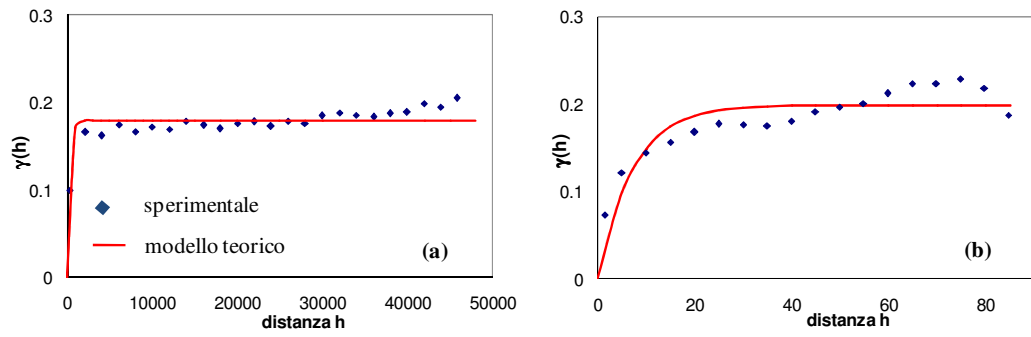 0.3
0.2
0.1
0
γ(h)
sperimentale
modello teorico
(a)
0 10000 20000 30000 40000 50000
distanza h
0.3
0.2
0.1
0
γ(h)
(b)
0 20 40 60 80
distanza h